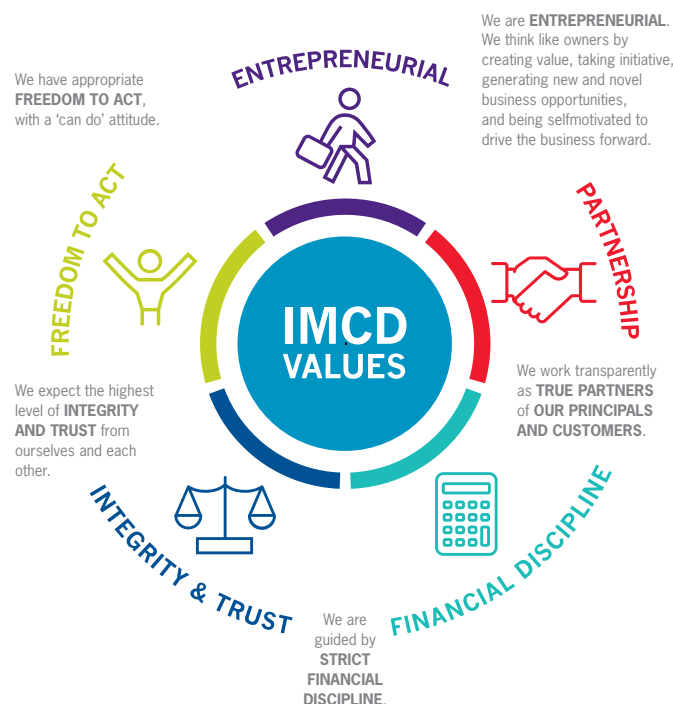 ENTREPRENEURIAL
We are ENTREPRENEURIAL.
We think like owners by
creating value, taking initiative,
generating new and novel
business opportunities,
and being selfmotivated to
drive the business forward.
We have appropriate
FREEDOM TO ACT,
with a ‘can do’ attitude.
FREEDOM TO ACT
PARTNERSHIP
IMCD
VALUES
We work transparently
as TRUE PARTNERS
of OUR PRINCIPALS
AND CUSTOMERS.
We expect the highest
level of INTEGRITY
AND TRUST from
ourselves and each
other.
INTEGRITY & TRUST
FINANCIAL DISCIPLINE
We are
guided by
STRICT
FINANCIAL
DISCIPLINE.